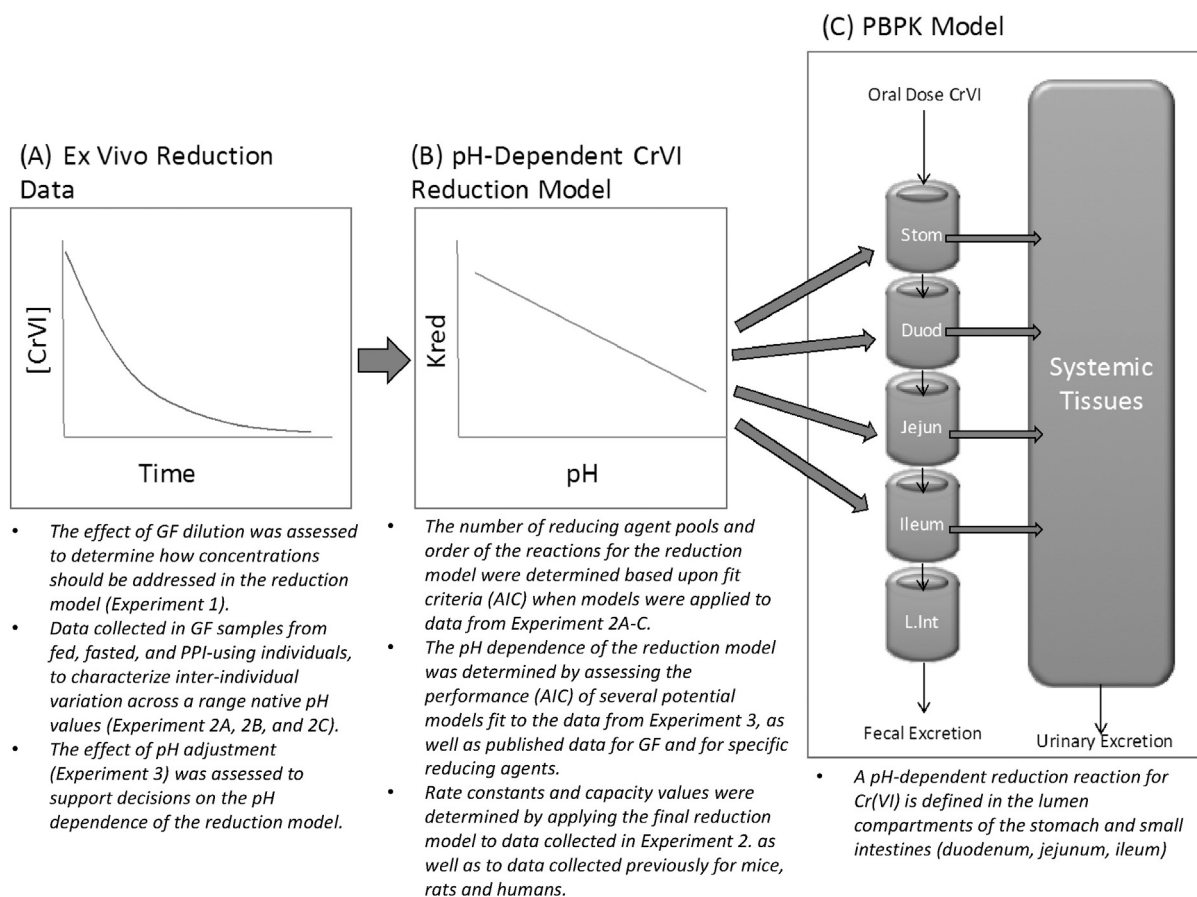 (A) Ex Vivo Reduction
Data
[CrVI]
Time
• The effect of GF dilution was assessed
to determine how concentrations
should be addressed in the reduction
model (Experiment 1).
• Data collected in GF samples from
fed, fasted, and PPI-using individuals,
to characterize inter-individual
variation across a range native pH
values (Experiment 2A, 2B, and 2C).
• The effect of pH adjustment
(Experiment 3) was assessed to
support decisions on the pH
dependence of the reduction model.
(B) pH-Dependent CrVI
Reduction Model
Kred
pH
• The number of reducing agent pools and
order of the reactions for the reduction
model were determined based upon fit
criteria (AIC) when models were applied to
data from Experiment 2A-C.
• The pH dependence of the reduction model
was determined by assessing the
performance (AIC) of several potential
models fit to the data from Experiment 3, as
well as published data for GF and for specific
reducing agents.
• Rate constants and capacity values were
determined by applying the final reduction
model to data collected in Experiment 2. as
well as to data collected previously for mice,
rats and humans.
(C) PBPK Model
Oral Dose CrVI
Stom
Duod
Jejun
Ileum
L.Int
Systemic
Tissues
Fecal Excretion
Urinary Excretion
• A pH-dependent reduction reaction for
Cr(VI) is defined in the lumen
compartments of the stomach and small
intestines (duodenum, jejunum, ileum)